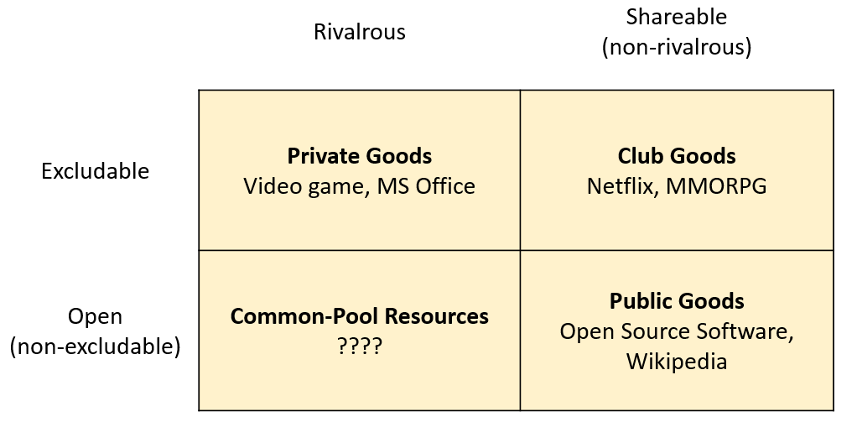 Rivalrous
Shareable
(non-rivalrous)
Excludable
Private Goods
Video game, MS Office
Club Goods
Netflix, MMORPG
Open
(non-excludable)
Common-Pool Resources
????
Public Goods
Open Source Software,
Wikipedia